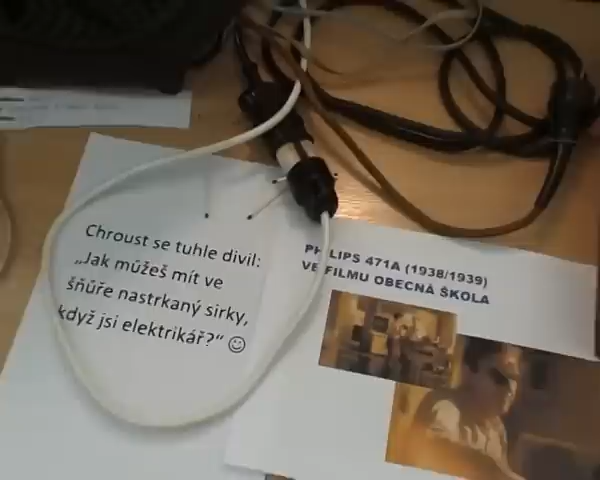 Chroust se tuhle divil:
„Jak můžeš mít ve
šňůře nastrkaný sirky,
když jsi elektrikář?“ ☺
PHILIPS 471A (1938/1939)
VE FILMU OBECNÁ ŠKOLA